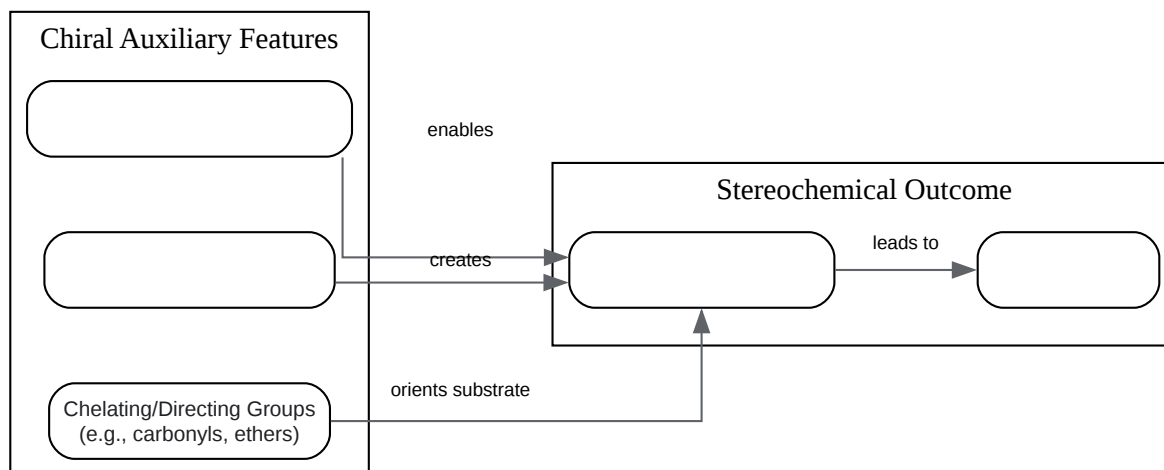 Chiral Auxiliary Features
enables
Stereochemical Outcome
leads to
creates
orients substrate
Chelating/Directing Groups
(e.g., carbonyls, ethers)